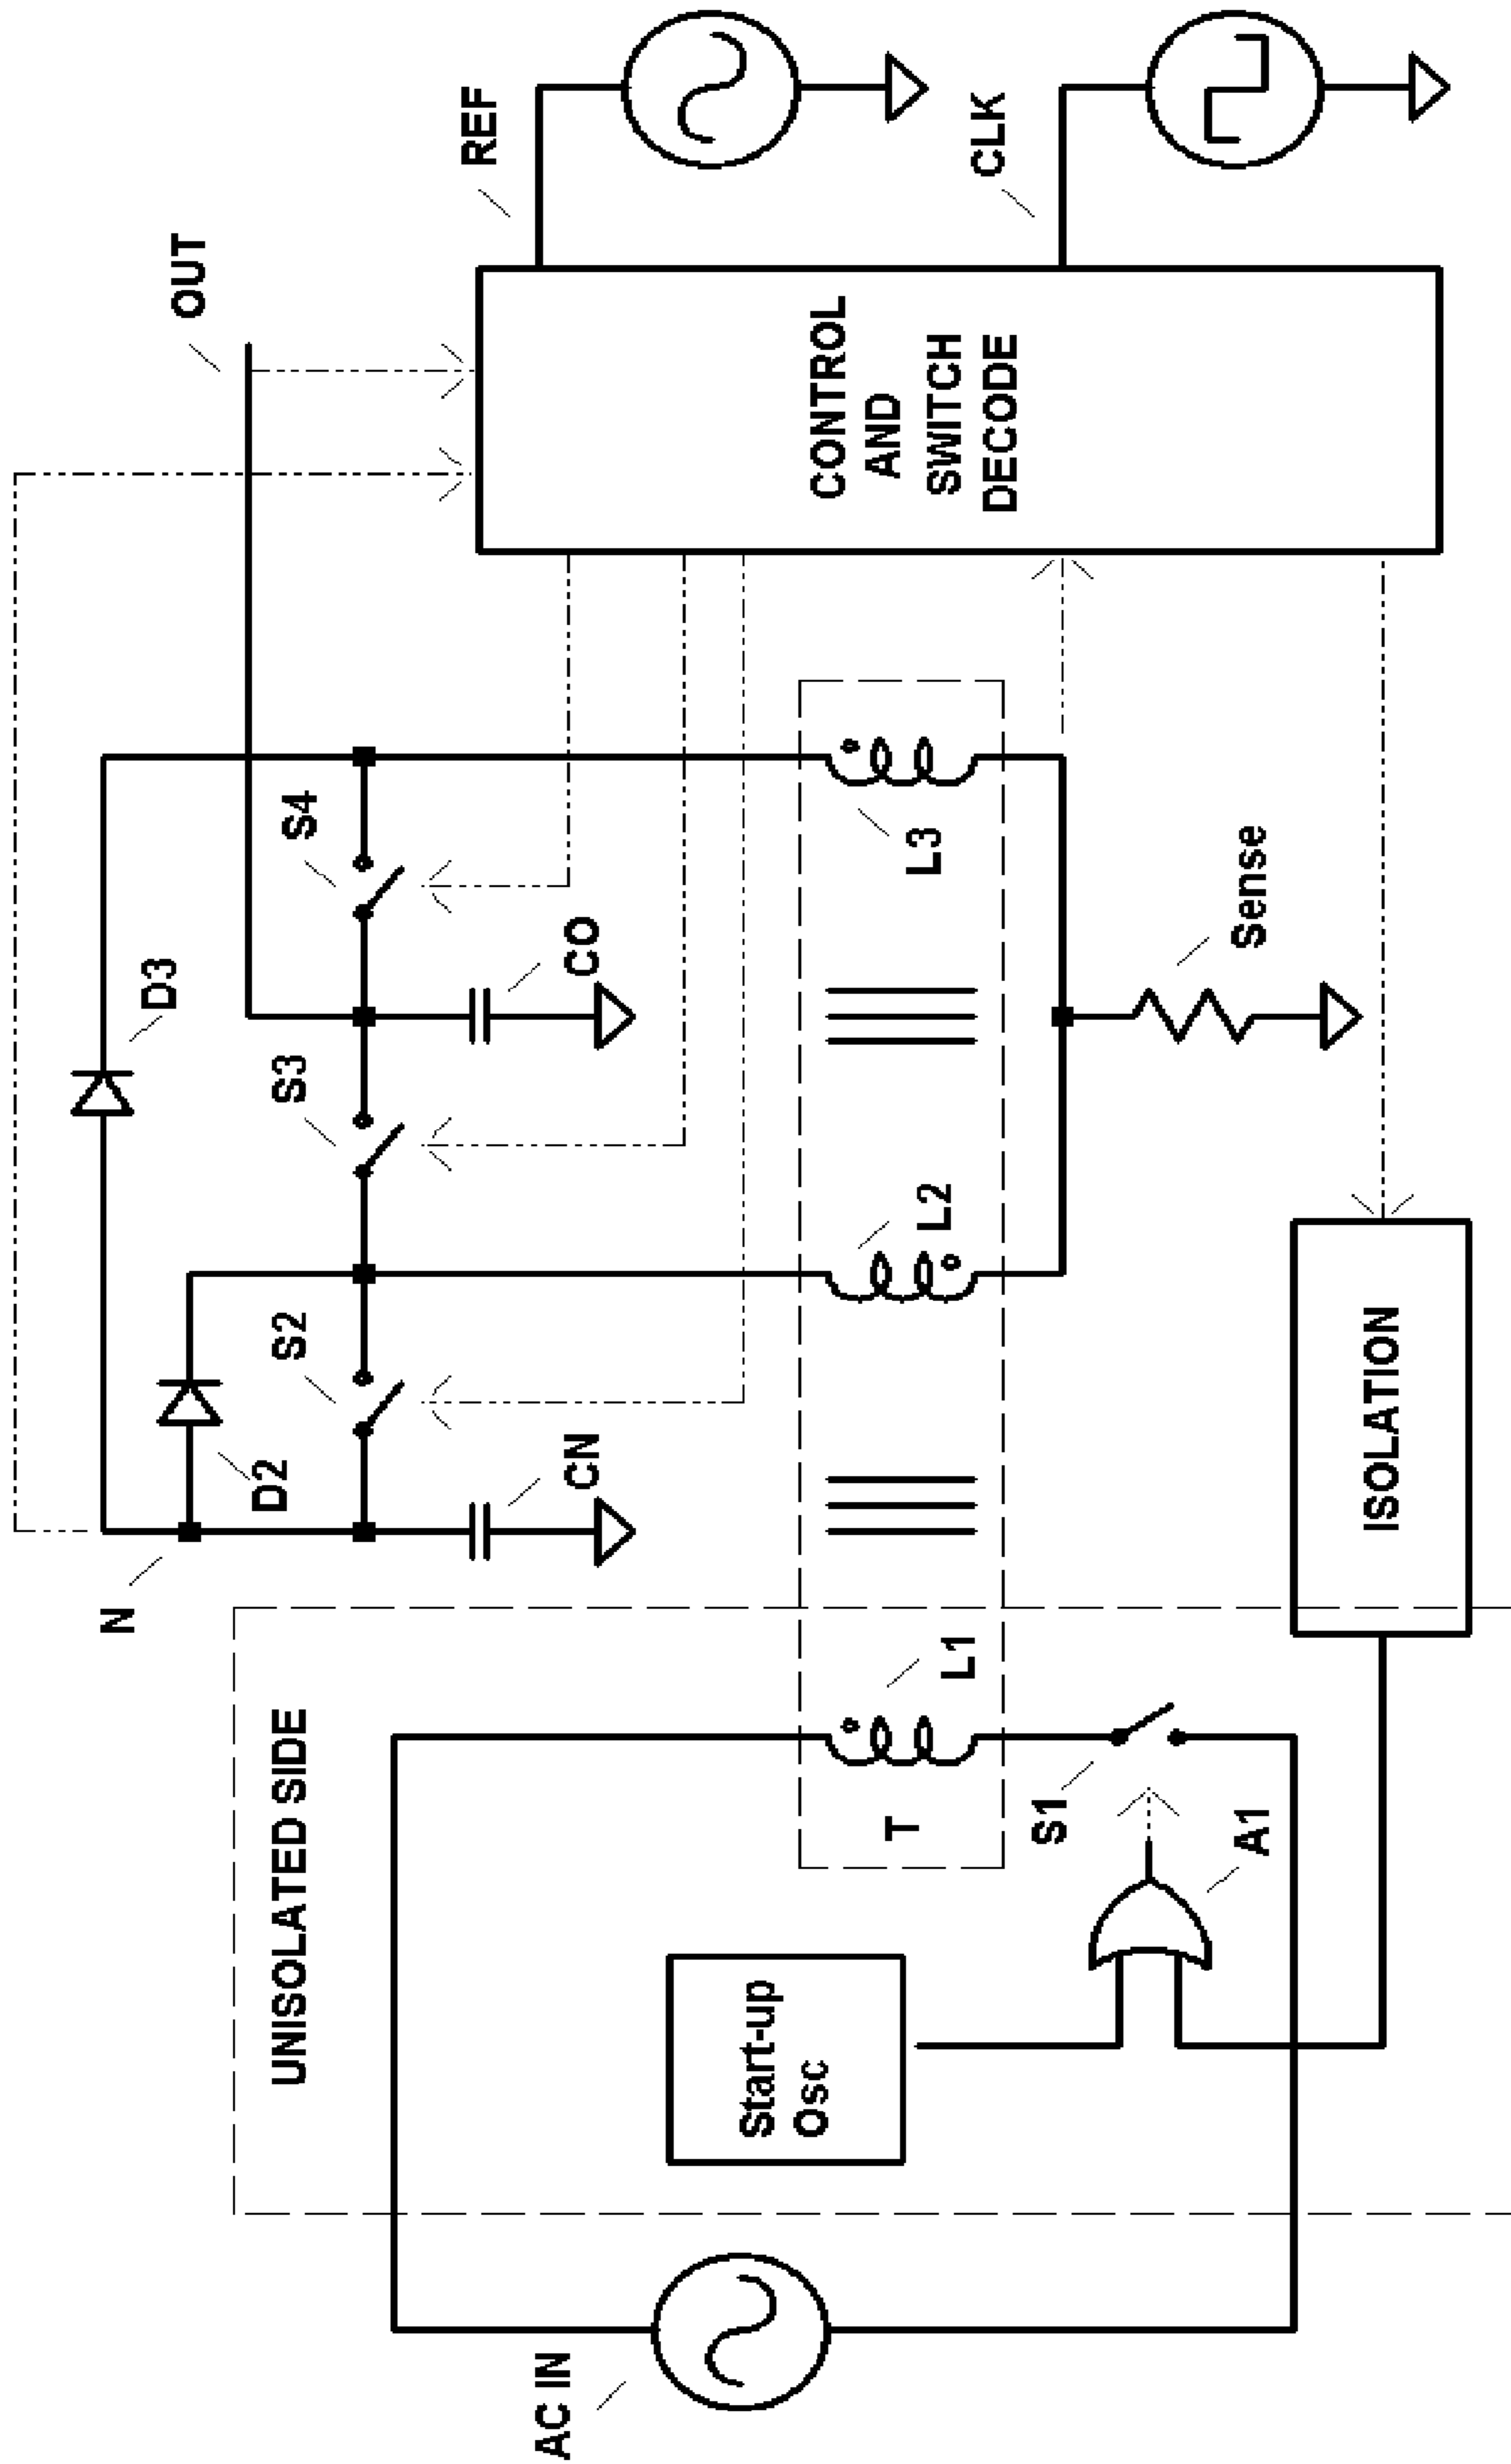 UNISOLATED SIDE
N
D2
D3
S2
S3
S4
OUT
REF
CLK
CN
CO
AC IN
Start-up
Osc
T
L1
L2
L3
S1
A1
Sense
ISOLATION
CONTROL
AND
SWITCH
DECODE